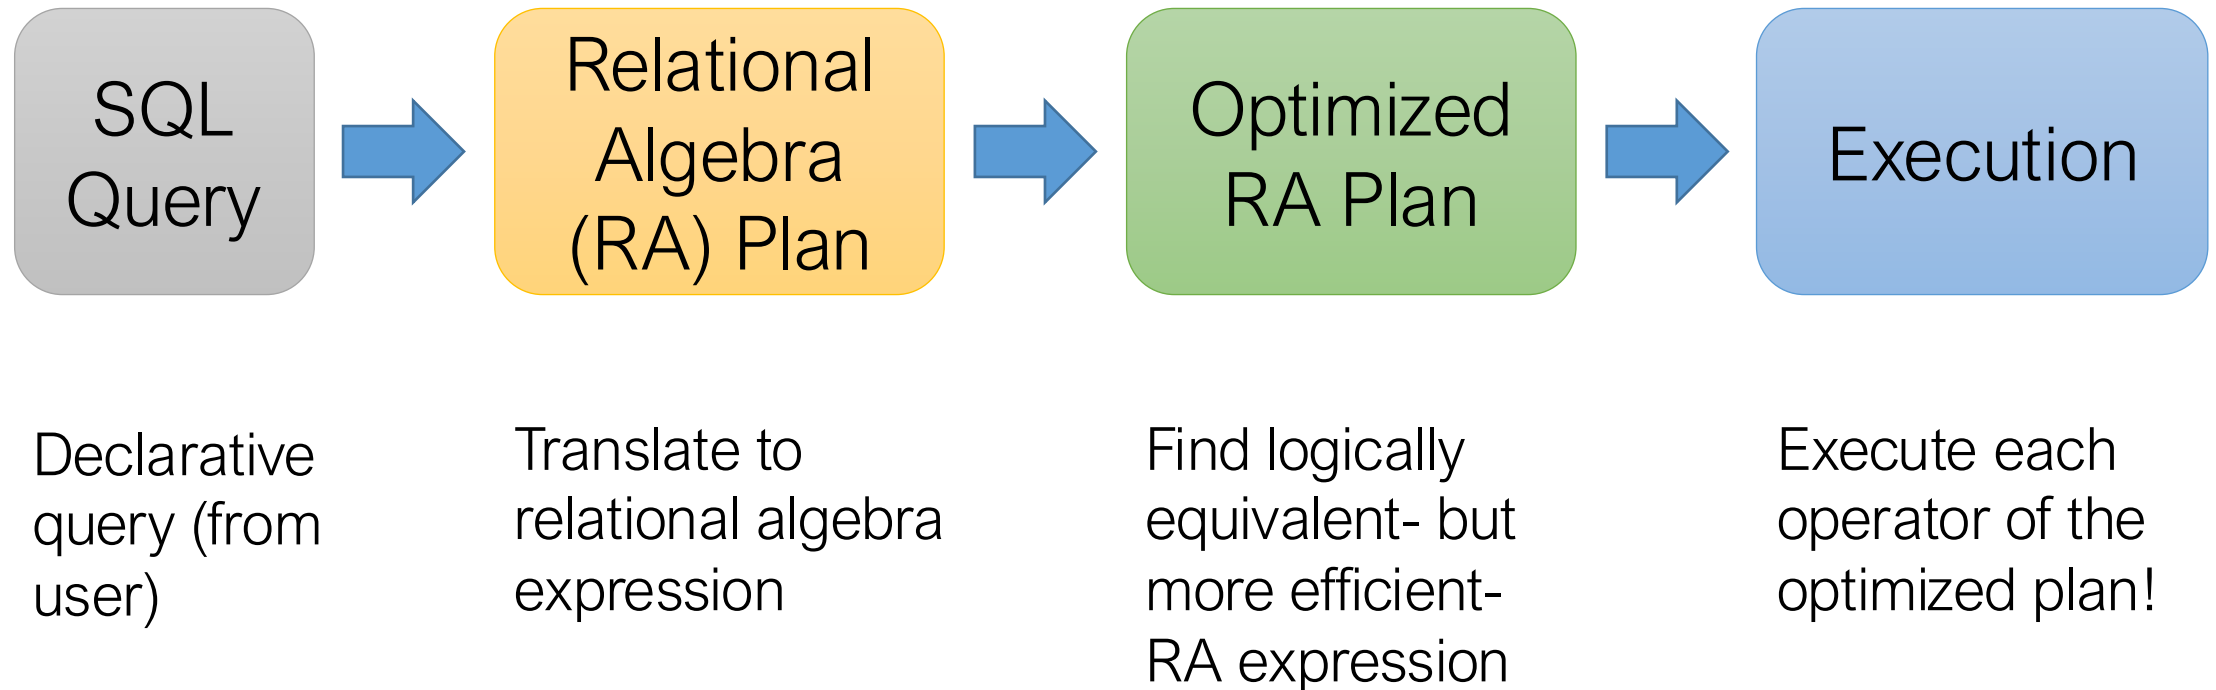 SQL
Query
Relational
Algebra
(RA) Plan
Optimized
RA Plan
Execution
Declarative
query (from
user)
Translate to
relational algebra
expression
Find logically
equivalent- but
more efficient-
RA expression
Execute each
operator of the
optimized plan!